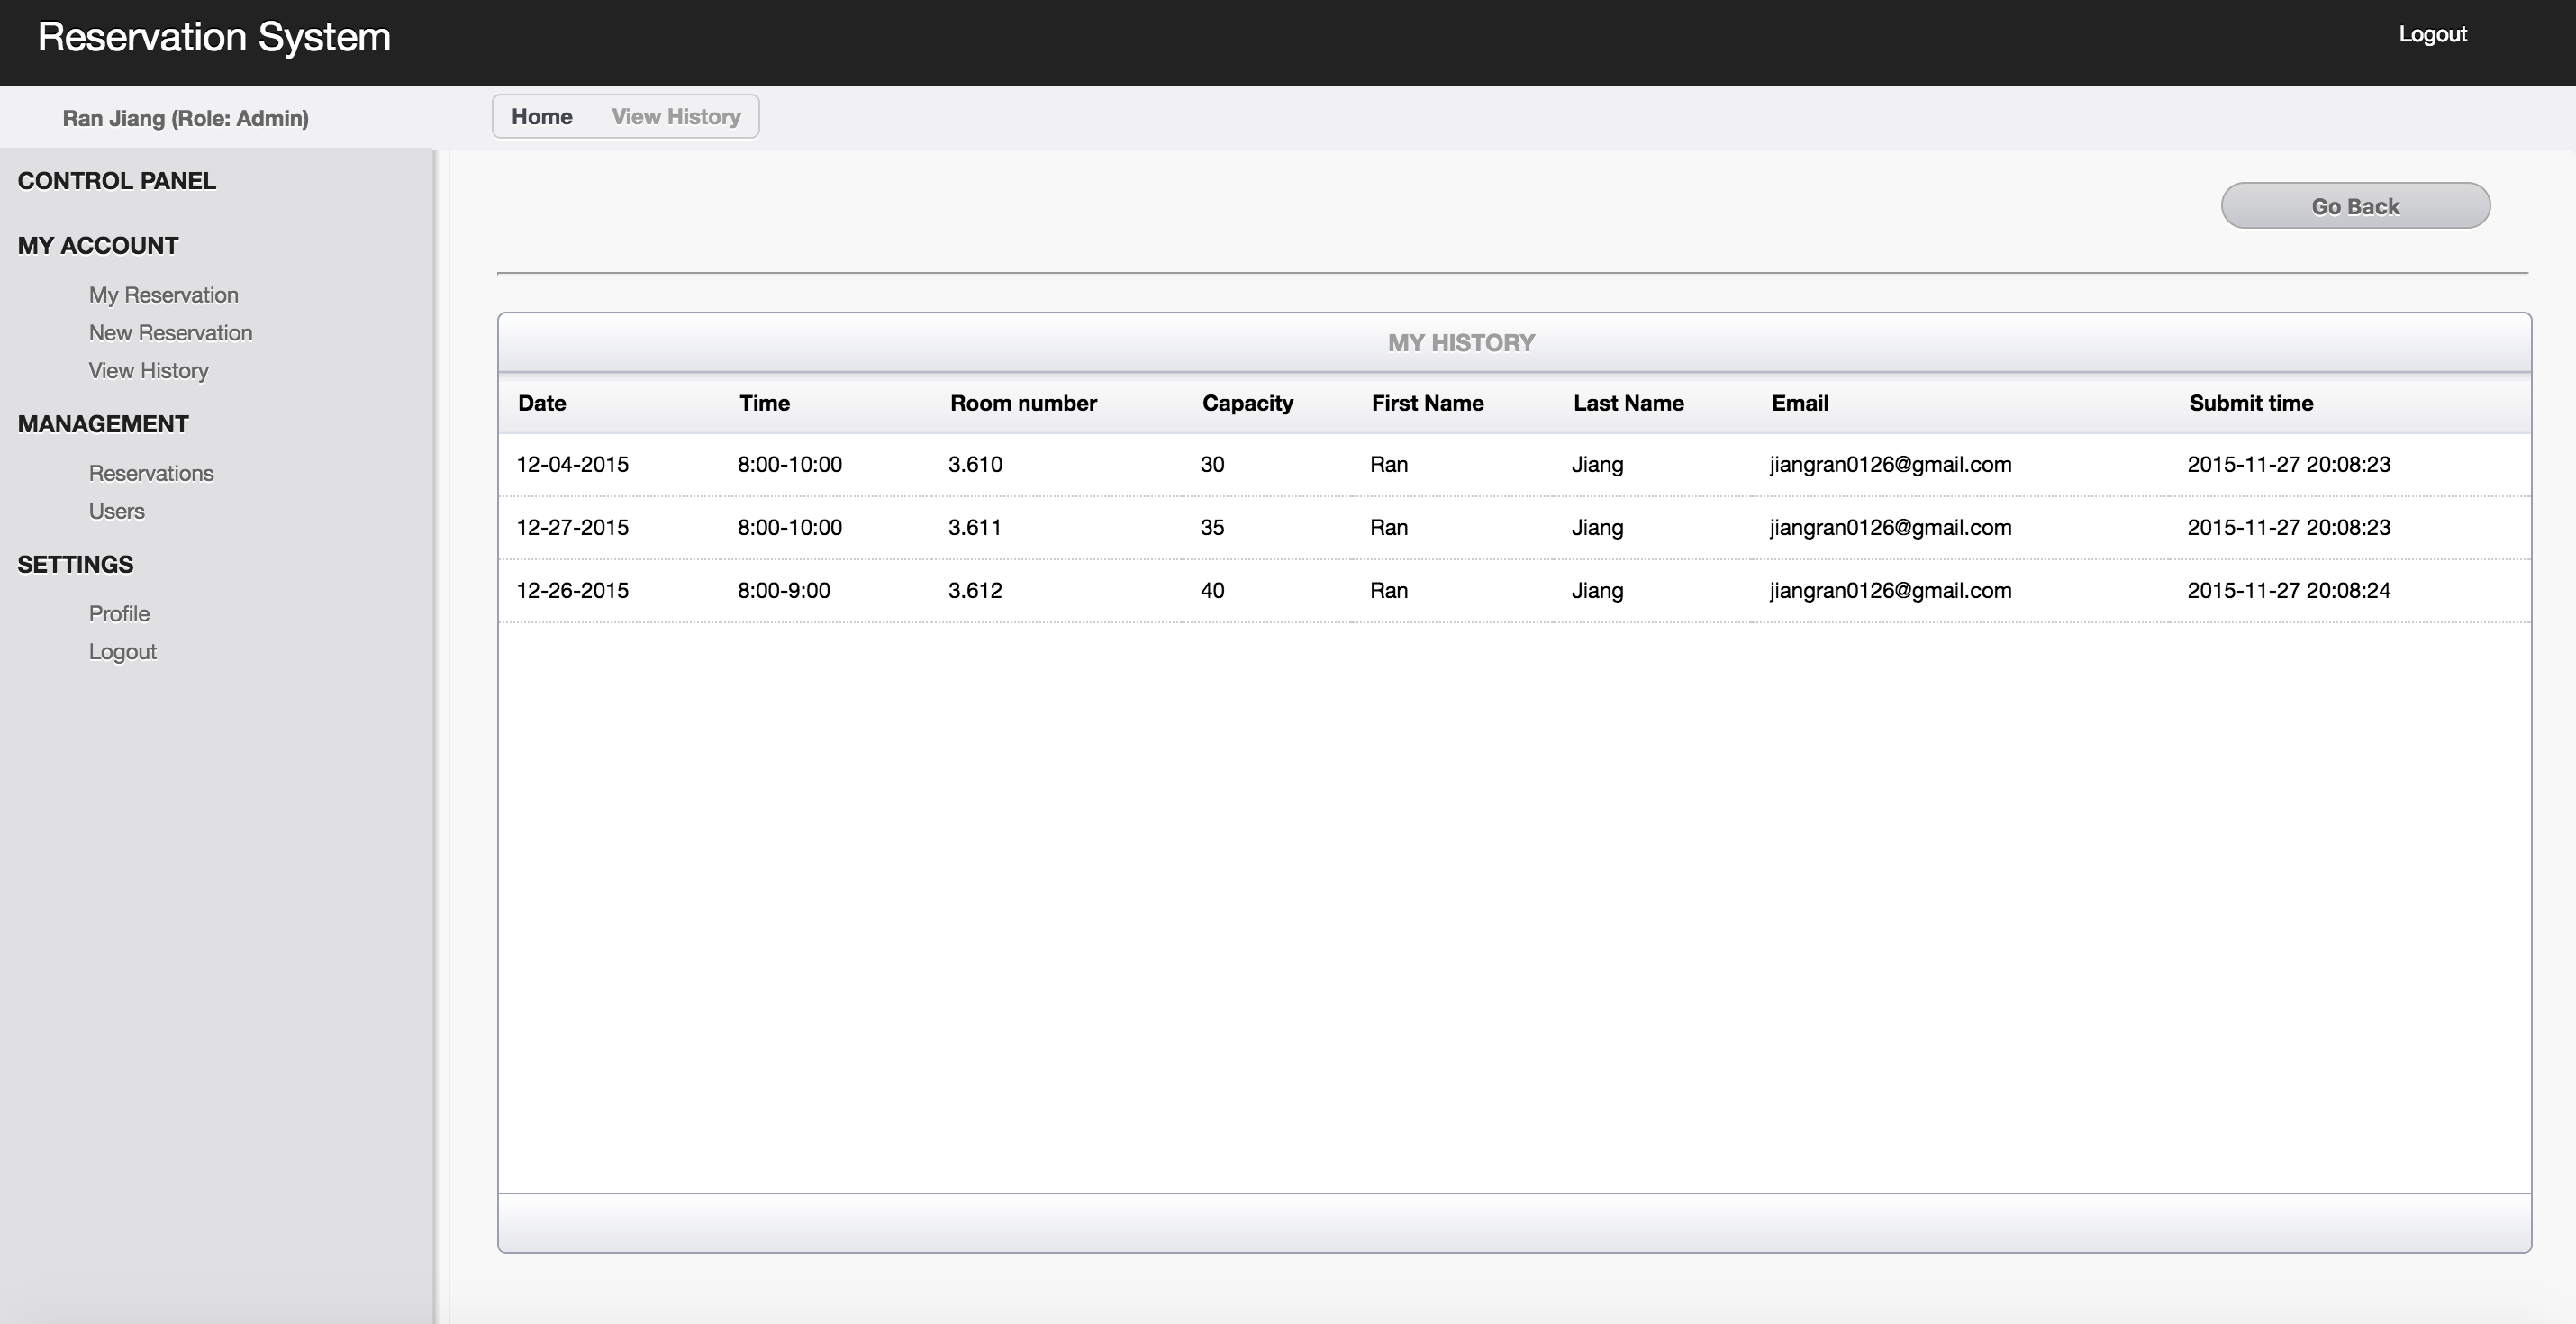 Reservation System
Logout
Ran Jiang (Role: Admin)
Home View History
CONTROL PANEL
MY ACCOUNT
My Reservation
New Reservation
View History
MANAGEMENT
Reservations
Users
SETTINGS
Profile
Logout
Go Back
MY HISTORY
Date Time Room number Capacity First Name Last Name Email Submit time
12-04-2015 8:00-10:00 3.610 30 Ran Jiang jiangran0126@gmail.com 2015-11-27 20:08:23
12-27-2015 8:00-10:00 3.611 35 Ran Jiang jiangran0126@gmail.com 2015-11-27 20:08:23
12-26-2015 8:00-9:00 3.612 40 Ran Jiang jiangran0126@gmail.com 2015-11-27 20:08:24